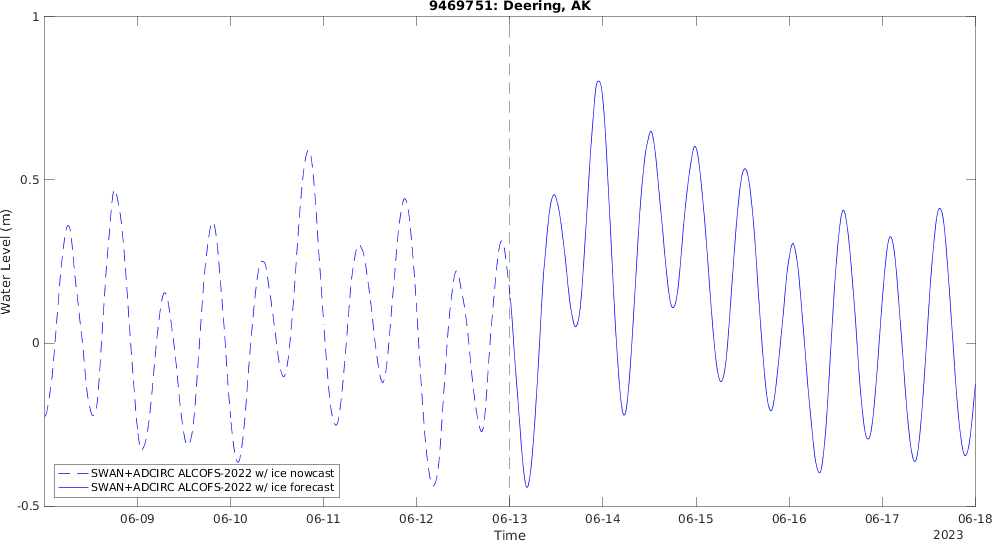 9469751: Deering, AK
1
0.5
0
-0.5
Water Level (m)
SWAN+ADCIRC ALCOFS-2022 w/ ice nowcast
SWAN+ADCIRC ALCOFS-2022 w/ ice forecast
06-09 06-10 06-11 06-12 06-13 06-14 06-15 06-16 06-17 06-18
Time
2023